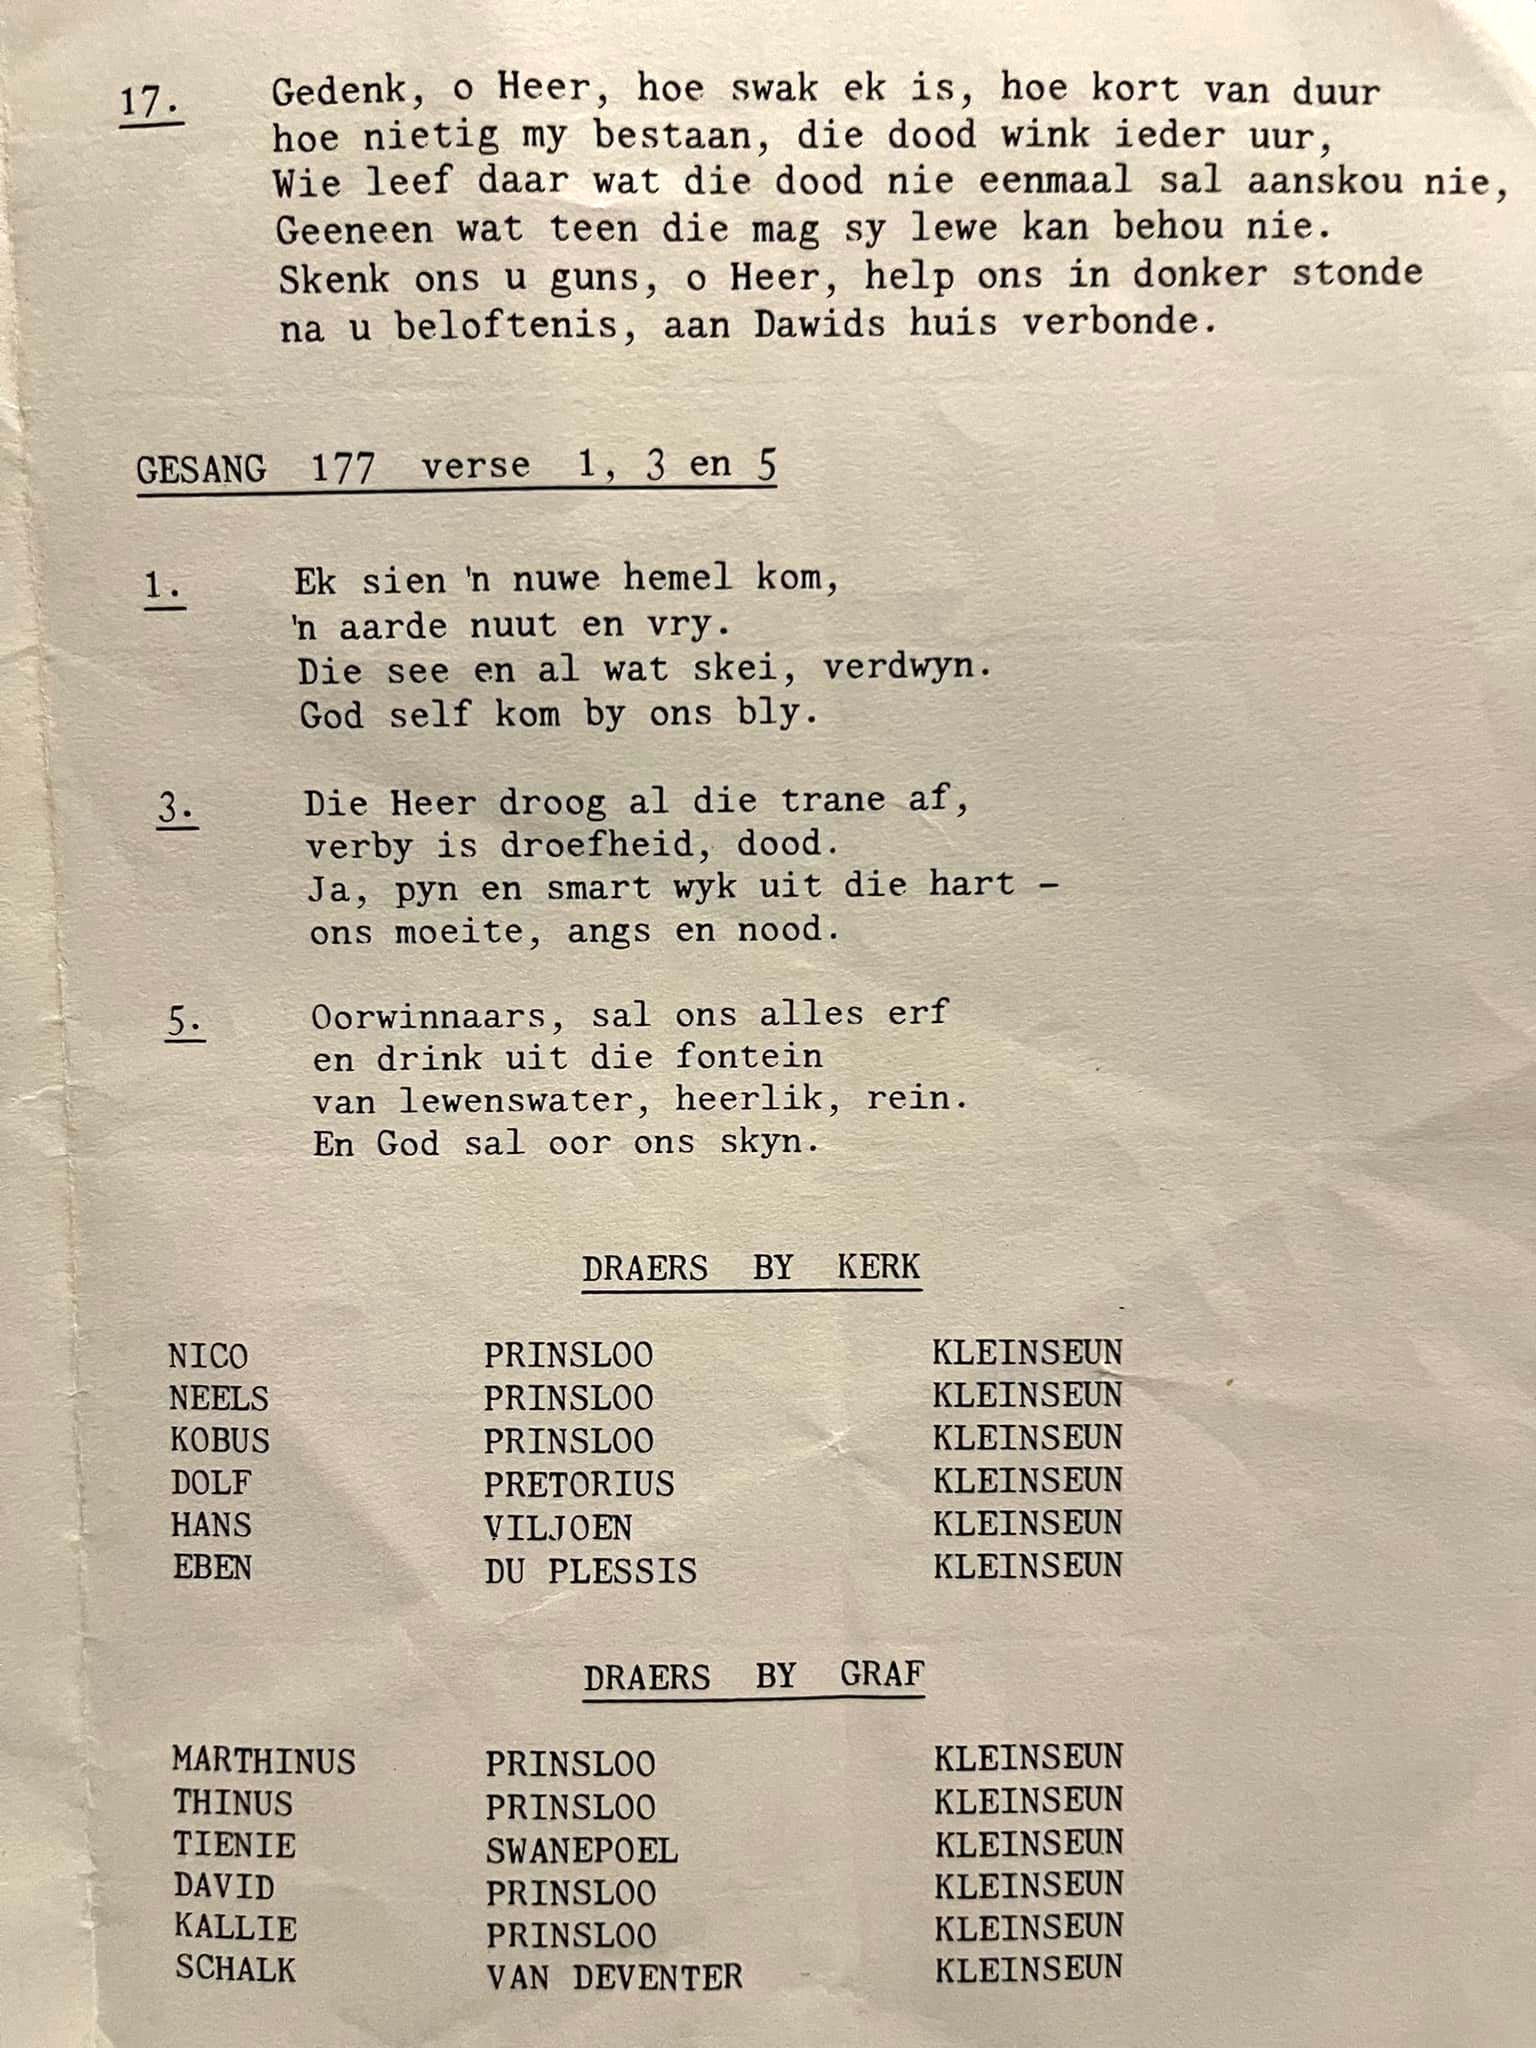 17. Gedenk, o Heer, hoe swak ek is, hoe kort van duur
hoe nietig my bestaan, die dood wink ieder uur,
Wie leef daar wat die dood nie eenmaal sal aanskou nie,
Geeneen wat teen die mag sy lewe kan behou nie.
Skenk ons u guns, o Heer, help ons in donker stonde
na u beloftenis, aan Dawids huis verbonde.
GESANG 177 verse 1, 3 en 5
1. Ek sien 'n nuwe hemel kom,
'n aarde nuut en vry.
Die see en al wat skei, verdwyn.
God self kom by ons bly.
3. Die Heer droog al die trane af,
verby is droefheid, dood.
Ja, pyn en smart wyk uit die hart -
ons moeite, angs en nood.
5. Oorwinnaars, sal ons alles erf
en drink uit die fontein
van lewenswater, heerlik, rein.
En God sal oor ons skyn.
DRAERS BY KERK
NICO PRINSLOO KLEINSEUN
NEELS PRINSLOO KLEINSEUN
KOBUS PRINSLOO KLEINSEUN
DOLF PRETORIUS KLEINSEUN
HANS VILJOEN KLEINSEUN
EBEN DU PLESSIS KLEINSEUN
DRAERS BY GRAF
MARTHINUS PRINSLOO KLEINSEUN
THINUS PRINSLOO KLEINSEUN
TIENIE SWANEPOEL KLEINSEUN
DAVID PRINSLOO KLEINSEUN
KALLIE PRINSLOO KLEINSEUN
SCHALK VAN DEVENTER KLEINSEUN